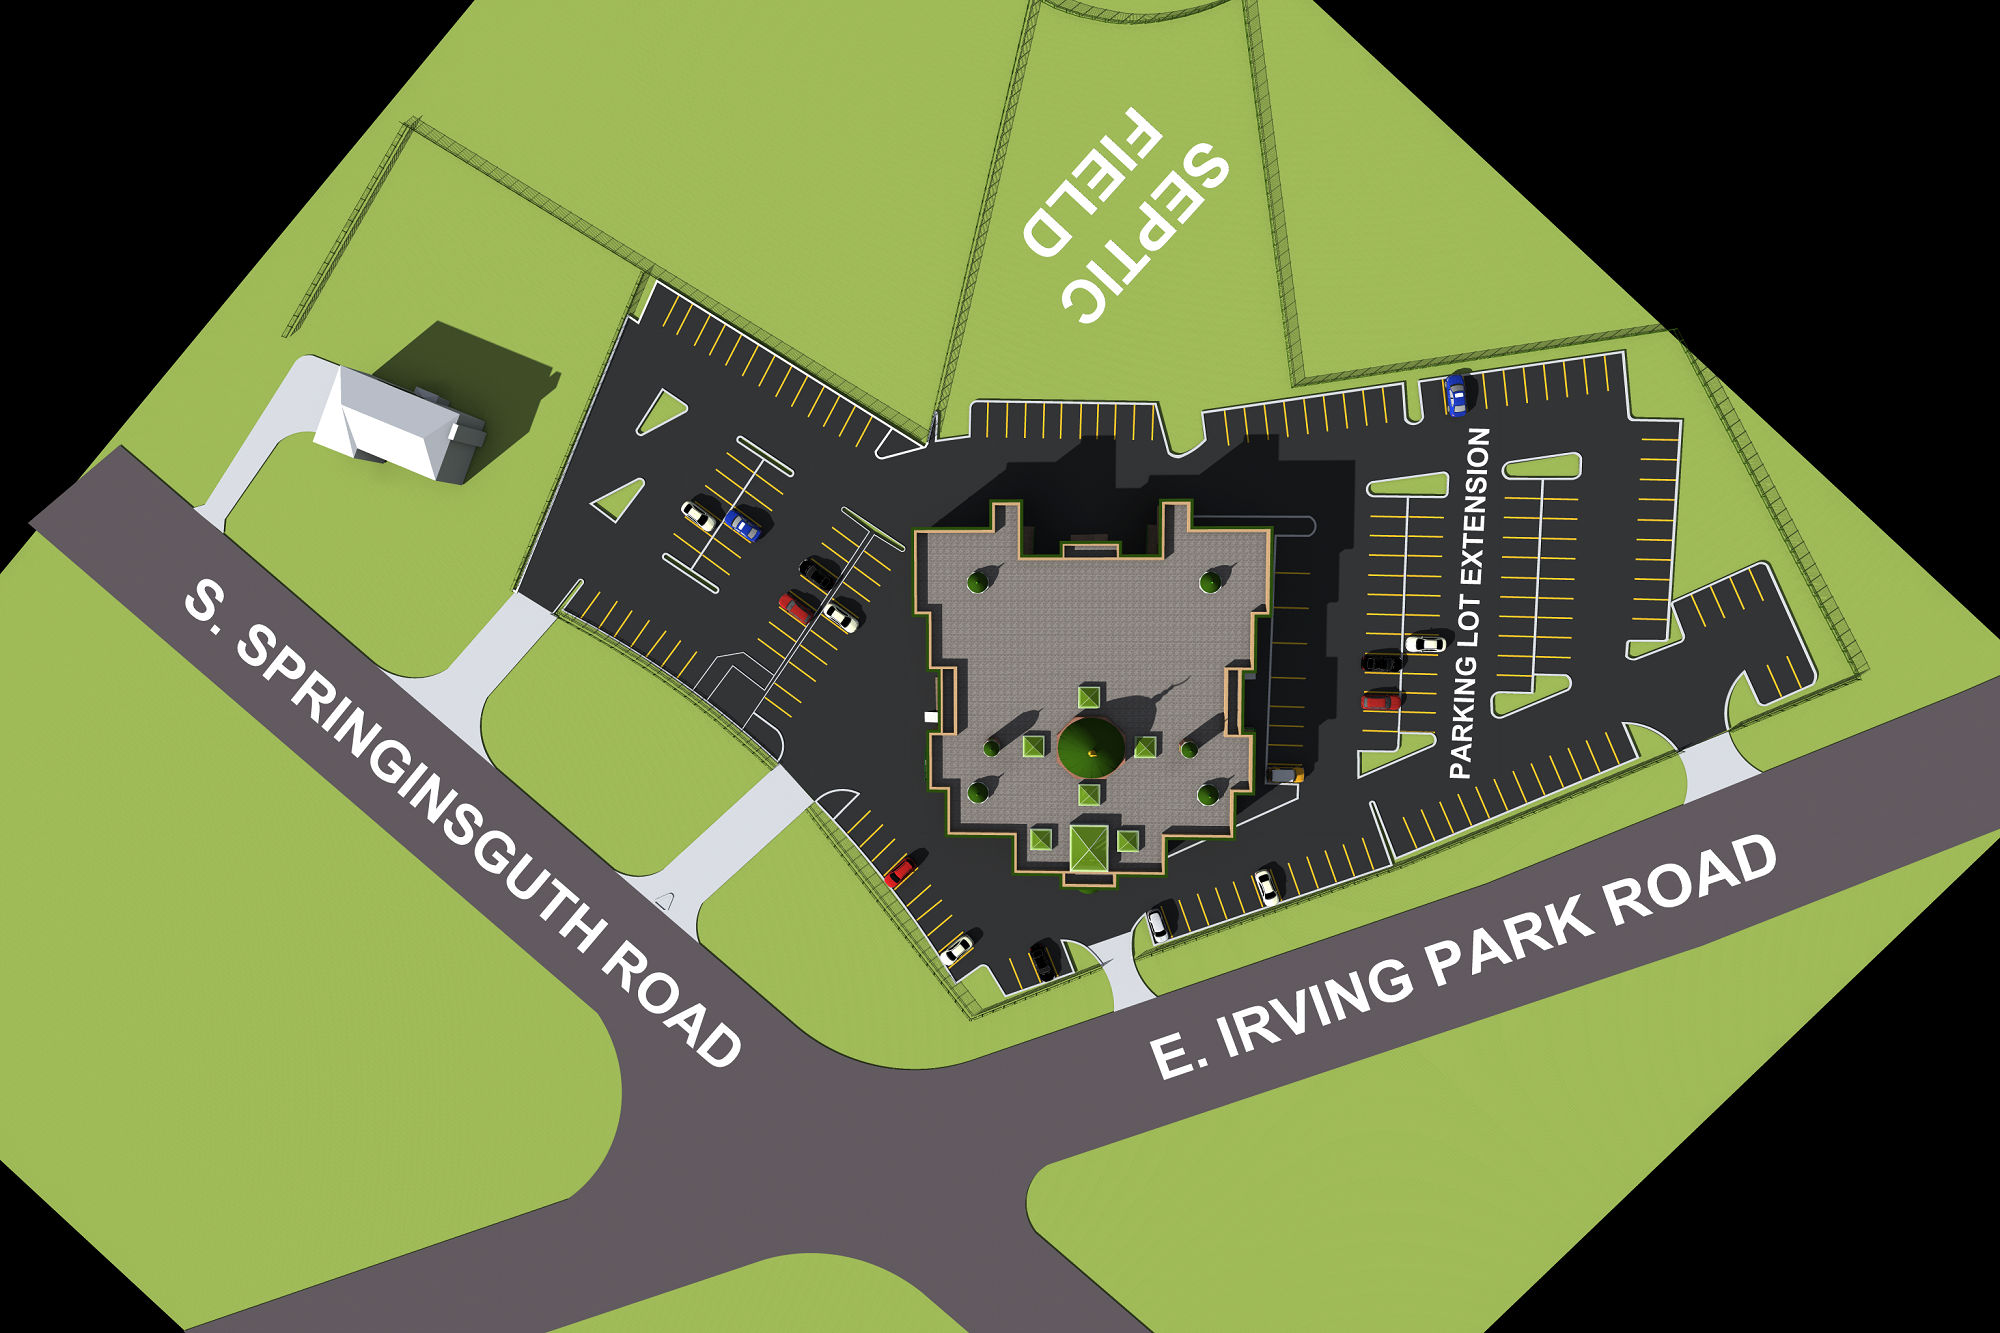 SEPTIC
FIELD
PARKING LOT EXTENSION
S. SPRINGINSGUTH ROAD
E. IRVING PARK ROAD